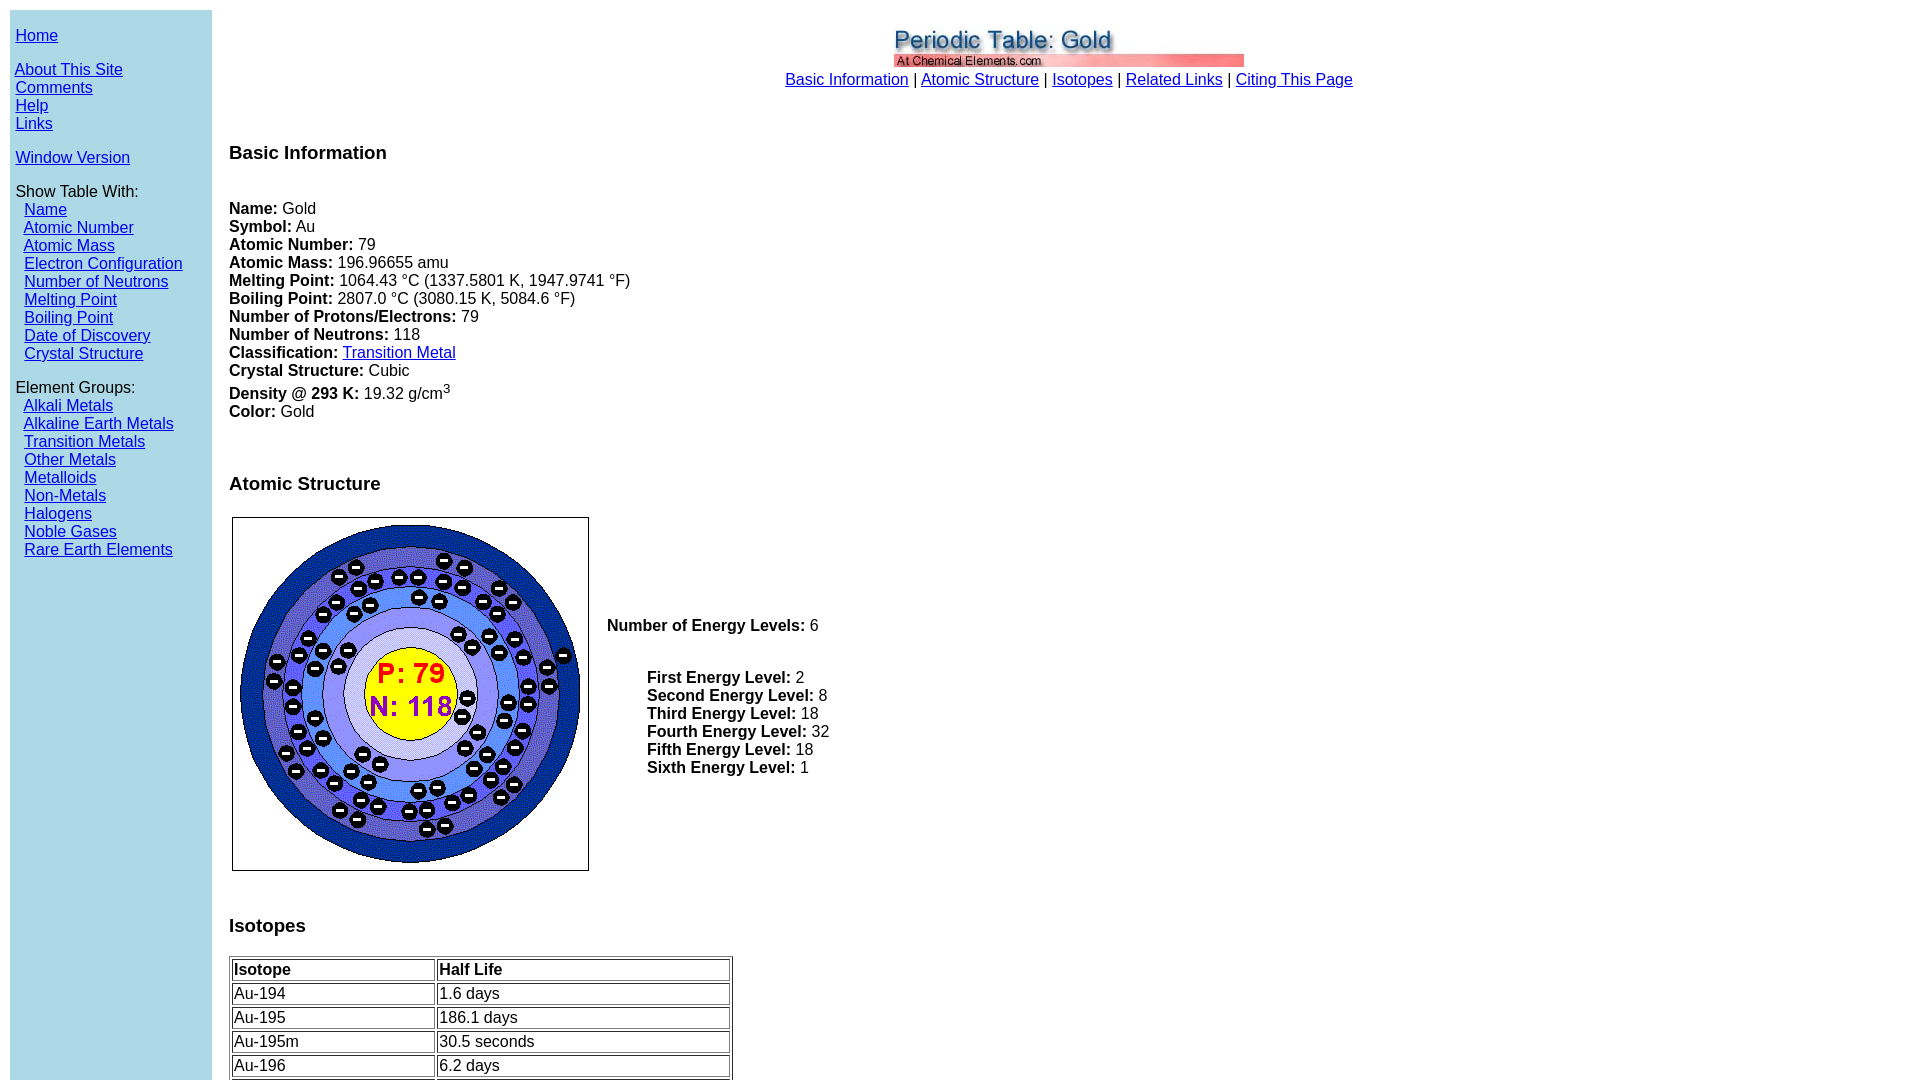 Home
About This Site
Comments
Help
Links
Window Version
Show Table With:
Name
Atomic Number
Atomic Mass
Electron Configuration
Number of Neutrons
Melting Point
Boiling Point
Date of Discovery
Crystal Structure
Element Groups:
Alkali Metals
Alkaline Earth Metals
Transition Metals
Other Metals
Metalloids
Non-Metals
Halogens
Noble Gases
Rare Earth Elements
Periodic Table: Gold
At Chemical Elements.com
Basic Information | Atomic Structure | Isotopes | Related Links | Citing This Page
Basic Information
Name: Gold
Symbol: Au
Atomic Number: 79
Atomic Mass: 196.96655 amu
Melting Point: 1064.43 °C (1337.5801 K, 1947.9741 °F)
Boiling Point: 2807.0 °C (3080.15 K, 5084.6 °F)
Number of Protons/Electrons: 79
Number of Neutrons: 118
Classification: Transition Metal
Crystal Structure: Cubic
Density @ 293 K: 19.32 g/cm3
Color: Gold
Atomic Structure
P: 79
N: 118
Number of Energy Levels: 6
First Energy Level: 2
Second Energy Level: 8
Third Energy Level: 18
Fourth Energy Level: 32
Fifth Energy Level: 18
Sixth Energy Level: 1
Isotopes
Isotope Half Life
Au-194 1.6 days
Au-195 186.1 days
Au-195m 30.5 seconds
Au-196 6.2 days